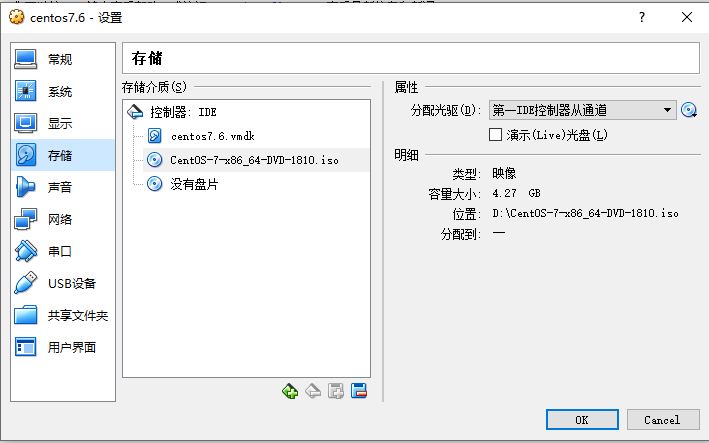 centos7.6 - 设置
常规
系统
显示
存储
声音
网络
串口
USB设备
共享文件夹
用户界面
存储
存储介质(S)
控制器: IDE
centos7.6.vmdk
CentOS-7-x86_64-DVD-1810.iso
没有盘片
属性
分配光驱(D): 第一IDE控制器从通道
演示(Live)光盘(L)
明细
类型: 映像
容量大小: 4.27 GB
位置: D:\CentOS-7-x86_64-DVD-1810.iso
分配到: —
OK
Cancel